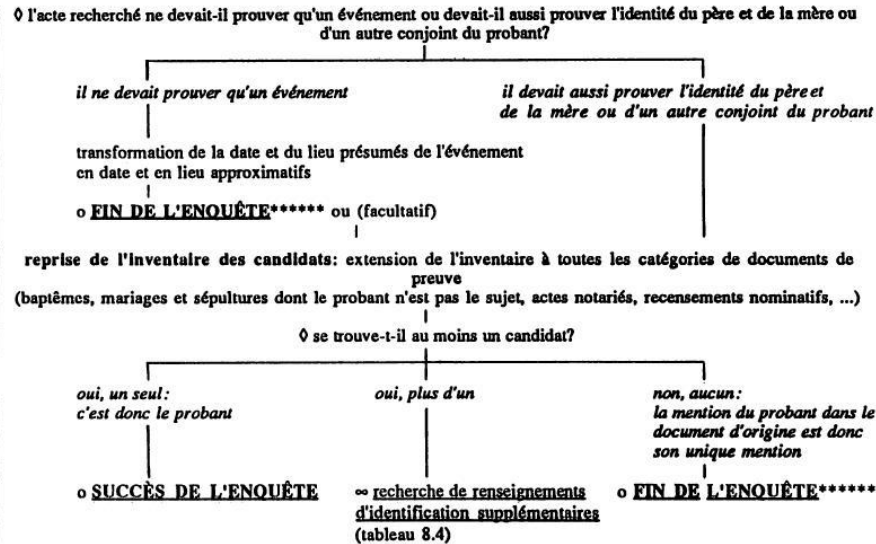 ◊ l'acte recherché ne devait-il prouver qu'un événement ou devait-il aussi prouver l'identité du père et de la mère ou
d'un autre conjoint du probant?
il ne devait prouver qu'un événement
il devait aussi prouver l'identité du père et
de la mère ou d'un autre conjoint du probant
transformation de la date et du lieu présumés de l'événement
en date et en lieu approximatifs
o FIN DE L'ENQUÊTE****** ou (facultatif)
reprise de l'inventaire des candidats: extension de l'inventaire à toutes les catégories de documents de
preuve
(baptêmes, mariages et sépultures dont le probant n'est pas le sujet, actes notariés, recensements nominatifs, ...)
◊ se trouve-t-il au moins un candidat?
oui, un seul:
c'est donc le probant
oui, plus d'un
non, aucun:
la mention du probant dans le
document d'origine est donc
son unique mention
o SUCCÈS DE L'ENQUÊTE
∞ recherche de renseignements
d'identification supplémentaires
(tableau 8.4)
o FIN DE L'ENQUÊTE******